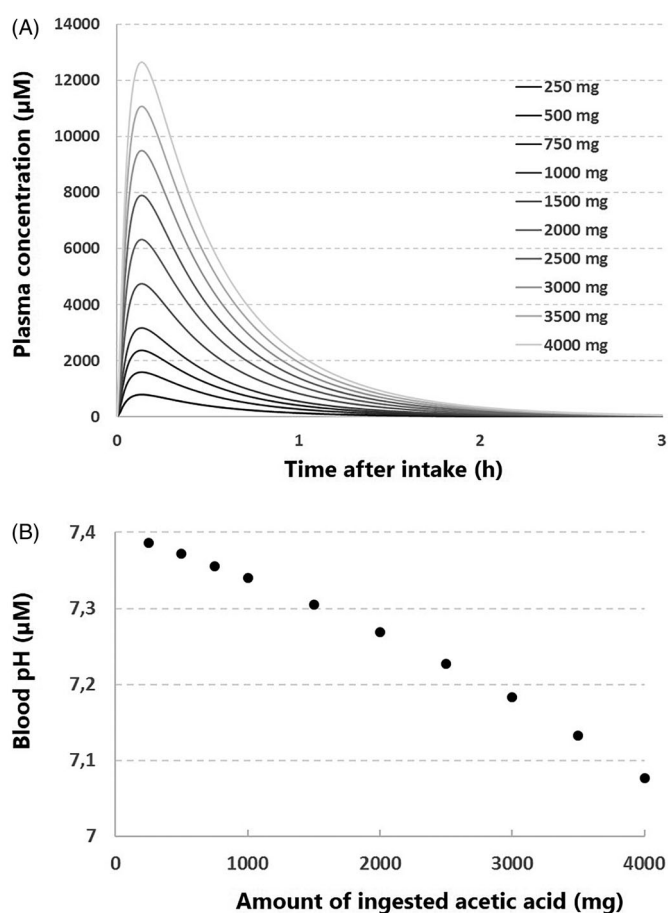 (A)
Plasma concentration (µM)
14000
12000
10000
8000
6000
4000
2000
0
250 mg
500 mg
750 mg
1000 mg
1500 mg
2000 mg
2500 mg
3000 mg
3500 mg
4000 mg
0 1 2 3
Time after intake (h)
(B)
Blood pH (µM)
7,4
7,3
7,2
7,1
7
0 1000 2000 3000 4000
Amount of ingested acetic acid (mg)